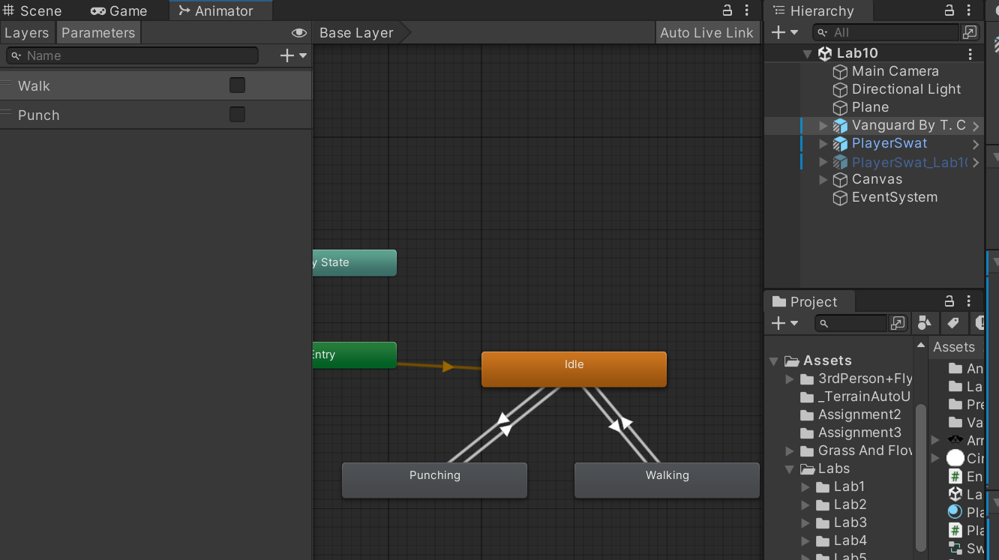 Scene Game Animator
Layers Parameters
Name
Walk
Punch
Base Layer
Auto Live Link
y State
Entry
Idle
Punching
Walking
Hierarchy
All
Lab10
Main Camera
Directional Light
Plane
Vanguard By T. C
PlayerSwat
PlayerSwat_Lab10
Canvas
EventSystem
Project
Assets
3rdPerson+Fly
_TerrainAutoU
Assignment2
Assignment3
Grass And Flow
Labs
Lab1
Lab2
Lab3
Lab4
Lab5
Assets
An
La
Pre
Va
Arr
Cir
En
La
Pla
Pla
Sw